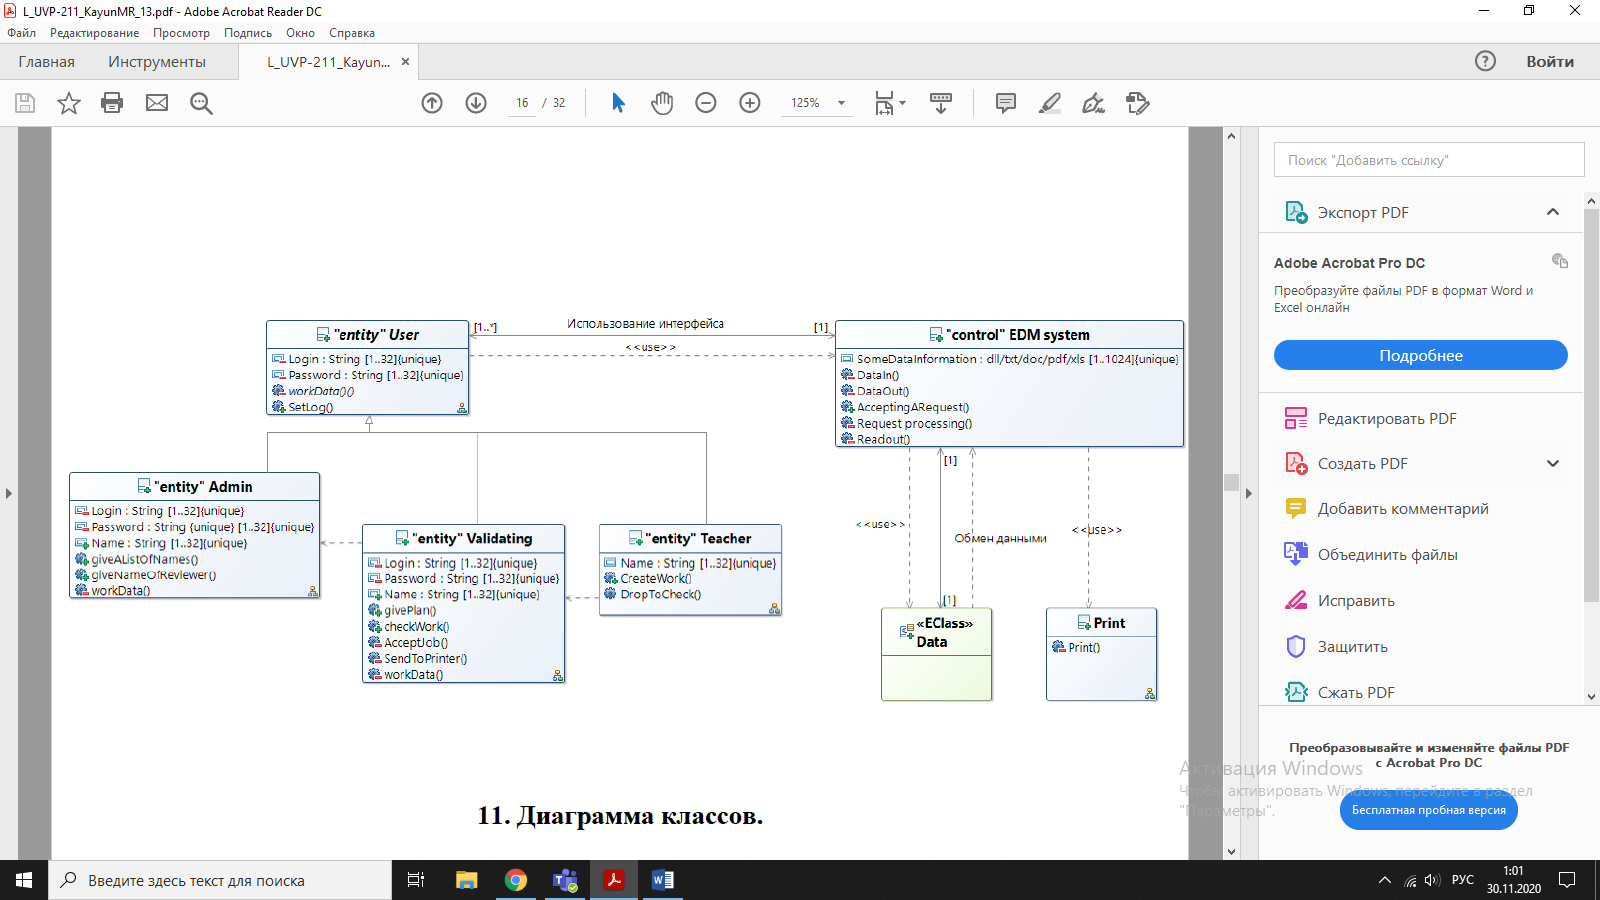 L_UVP-211_KayunMR_13.pdf - Adobe Acrobat Reader DC
Файл Редактирование Просмотр Подпись Окно Справка
Главная Инструменты L_UVP-211_Kayun... × ? Войти
16 / 32 125%
Поиск "Добавить ссылку"
Экспорт PDF
Adobe Acrobat Pro DC
Преобразуйте файлы PDF в формат Word и
Excel онлайн
Подробнее
Редактировать PDF
Создать PDF
Добавить комментарий
Объединить файлы
Исправить
Защитить
Сжать PDF
Преобразовывайте и изменяйте файлы PDF
с Acrobat Pro DC
Бесплатная пробная версия
Активация Windows
Чтобы активировать Windows, перейдите в раздел
"Параметры".
"entity" User
Login : String [1..32]{unique}
Password : String [1..32]{unique}
workData()()
SetLog()
[1..*] Использование интерфейса [1]
<<use>>
"control" EDM system
SomeDataInformation : dll/txt/doc/pdf/xls [1..1024]{unique}
DataIn()
DataOut()
AcceptingARequest()
Request processing()
Readout()
"entity" Admin
Login : String [1..32]{unique}
Password : String {unique} [1..32]{unique}
Name : String [1..32]{unique}
giveAListOfNames()
giveNameOfReviewer()
workData()
"entity" Validating
Login : String [1..32]{unique}
Password : String [1..32]{unique}
Name : String [1..32]{unique}
givePlan()
checkWork()
AcceptJob()
SendToPrinter()
workData()
"entity" Teacher
Name : String [1..32]{unique}
CreateWork()
DropToCheck()
[1]
<<use>>
Обмен данными
<<use>>
[1]
«EClass»
Data
Print
Print()
11. Диаграмма классов.
Введите здесь текст для поиска
РУС
1:01
30.11.2020